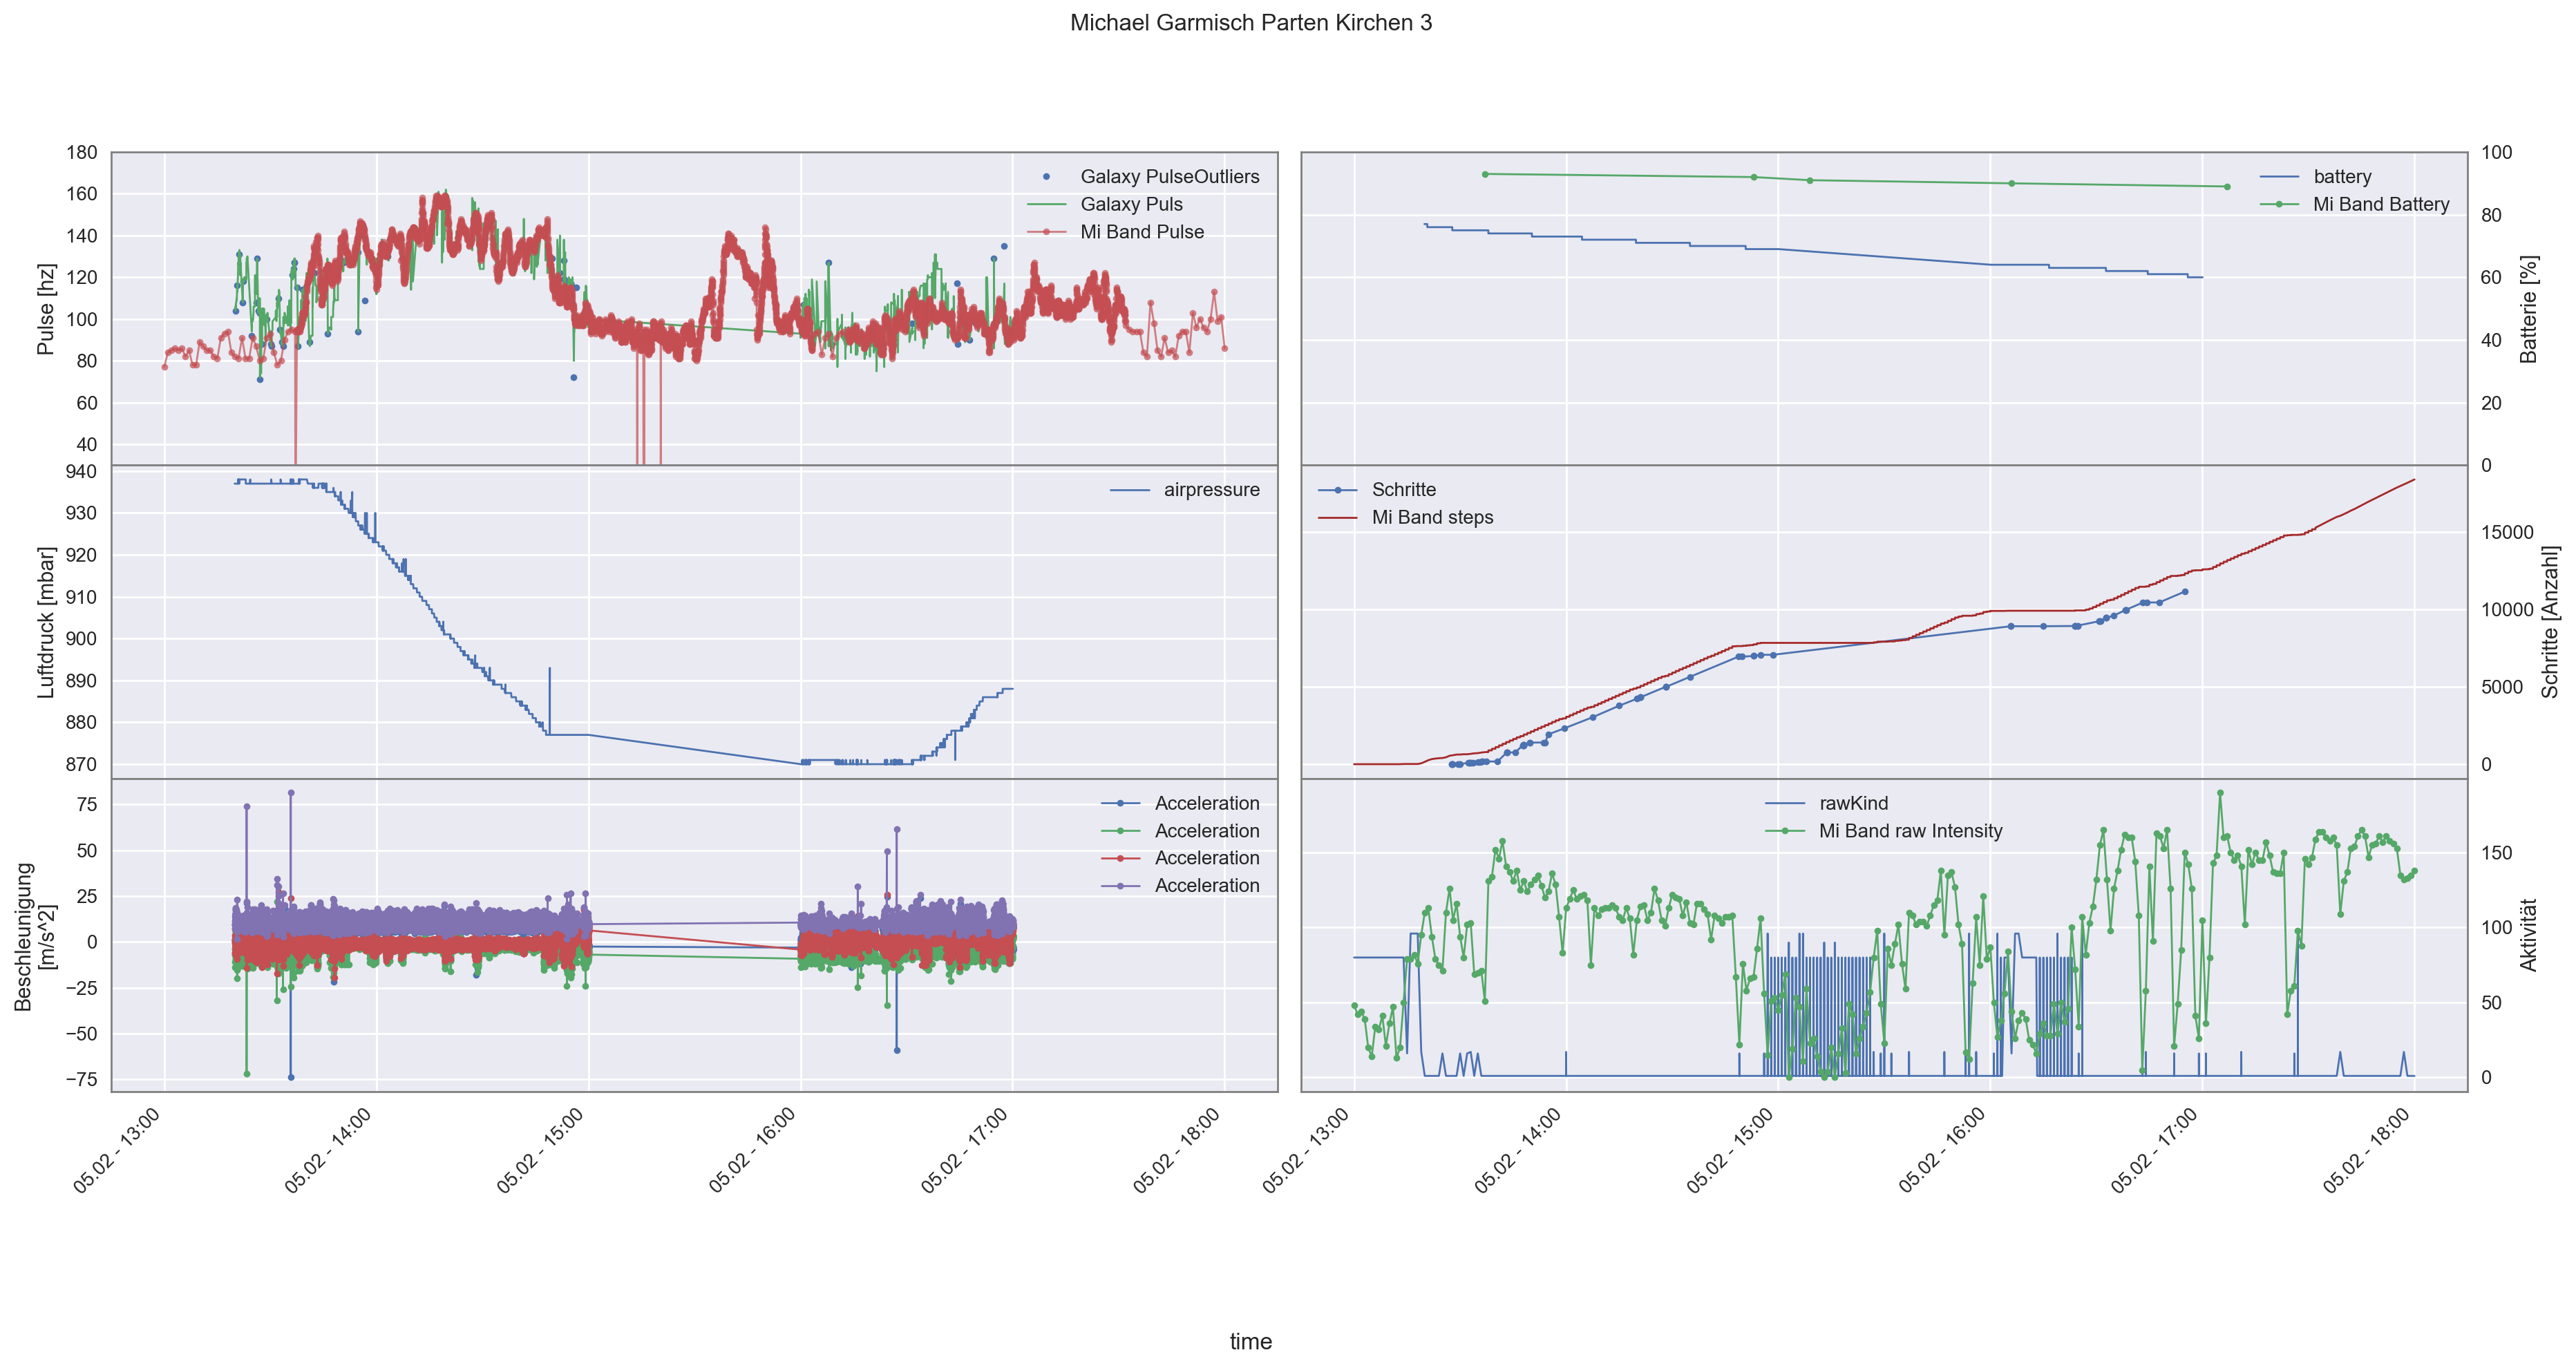 Michael Garmisch Parten Kirchen 3
180
160
140
120
100
80
60
40
Pulse [hz]
Galaxy PulseOutliers
Galaxy Puls
Mi Band Pulse
100
80
60
40
20
0
Batterie [%]
battery
Mi Band Battery
940
930
920
910
900
890
880
870
Luftdruck [mbar]
airpressure
Schritte
Mi Band steps
15000
10000
5000
0
Schritte [Anzahl]
75
50
25
0
−25
−50
−75
Beschleunigung
[m/s^2]
Acceleration
Acceleration
Acceleration
Acceleration
rawKind
Mi Band raw Intensity
150
100
50
0
Aktivität
05.02 - 13:00
05.02 - 14:00
05.02 - 15:00
05.02 - 16:00
05.02 - 17:00
05.02 - 18:00
05.02 - 13:00
05.02 - 14:00
05.02 - 15:00
05.02 - 16:00
05.02 - 17:00
05.02 - 18:00
time